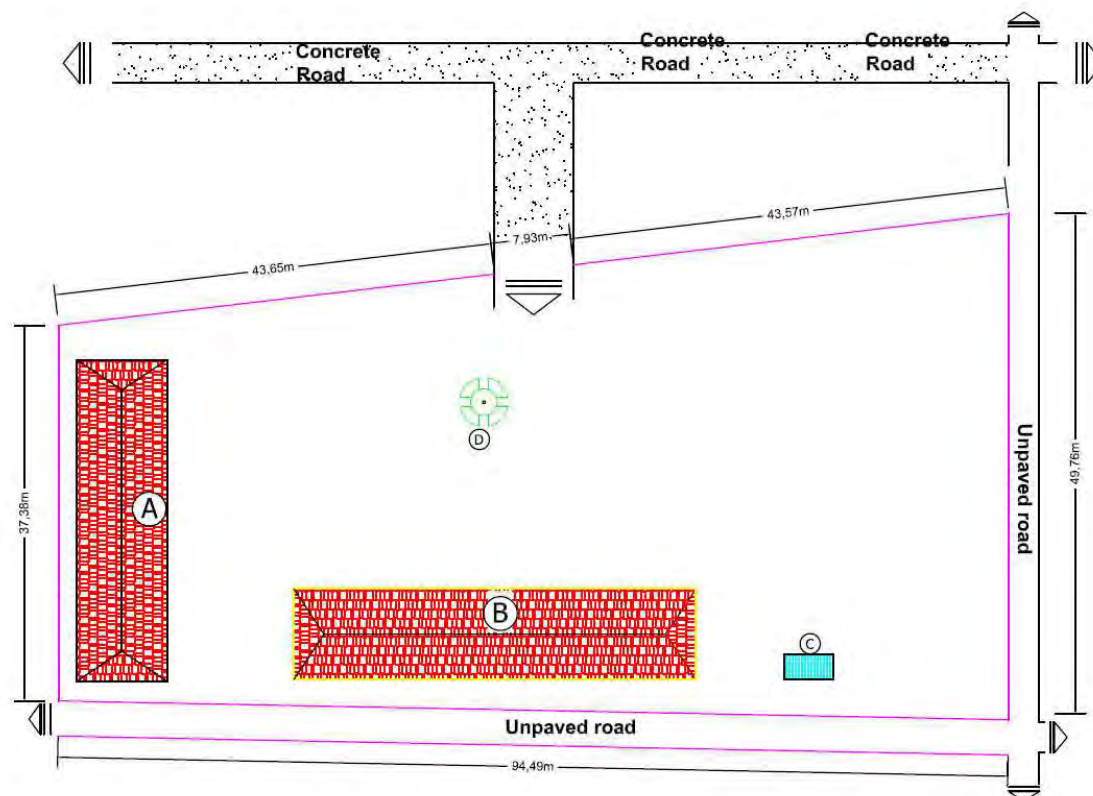 Concrete
Road
Concrete
Road
Concrete
Road
43,57m
7,93m
43,65m
D
A
37,38m
Unpaved road
49,76m
B
C
Unpaved road
94,49m